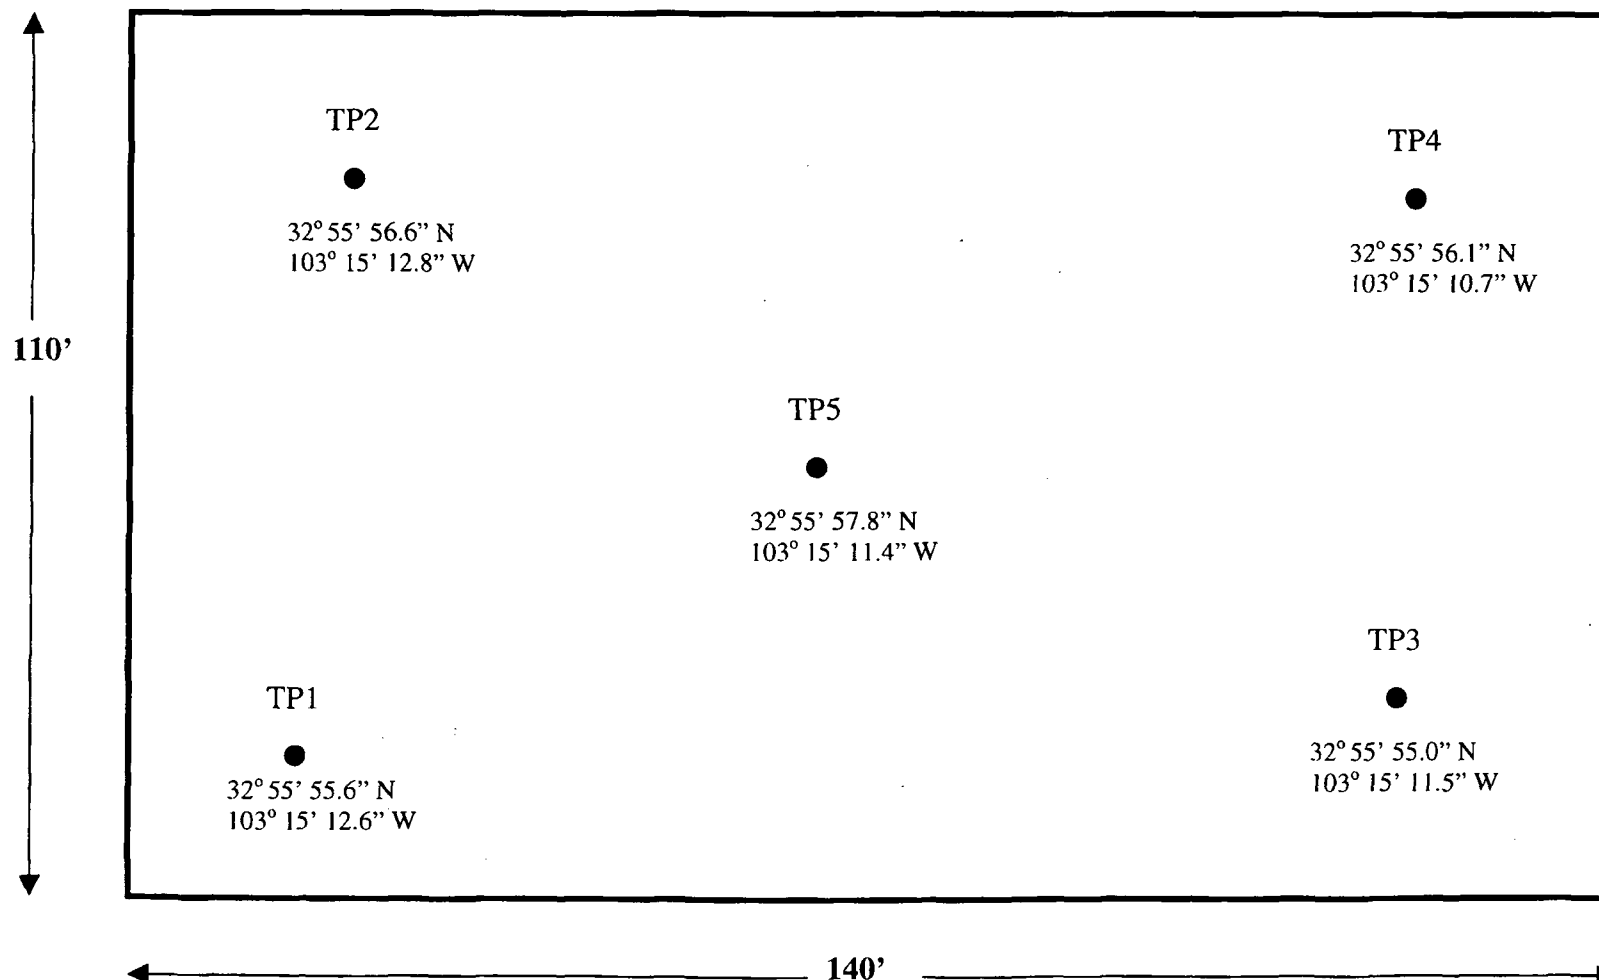 TP2
32° 55’ 56.6” N
103° 15’ 12.8” W
TP4
32° 55’ 56.1” N
103° 15’ 10.7” W
110’
TP5
32° 55’ 57.8” N
103° 15’ 11.4” W
TP3
32° 55’ 55.0” N
103° 15’ 11.5” W
TP1
32° 55’ 55.6” N
103° 15’ 12.6” W
140’